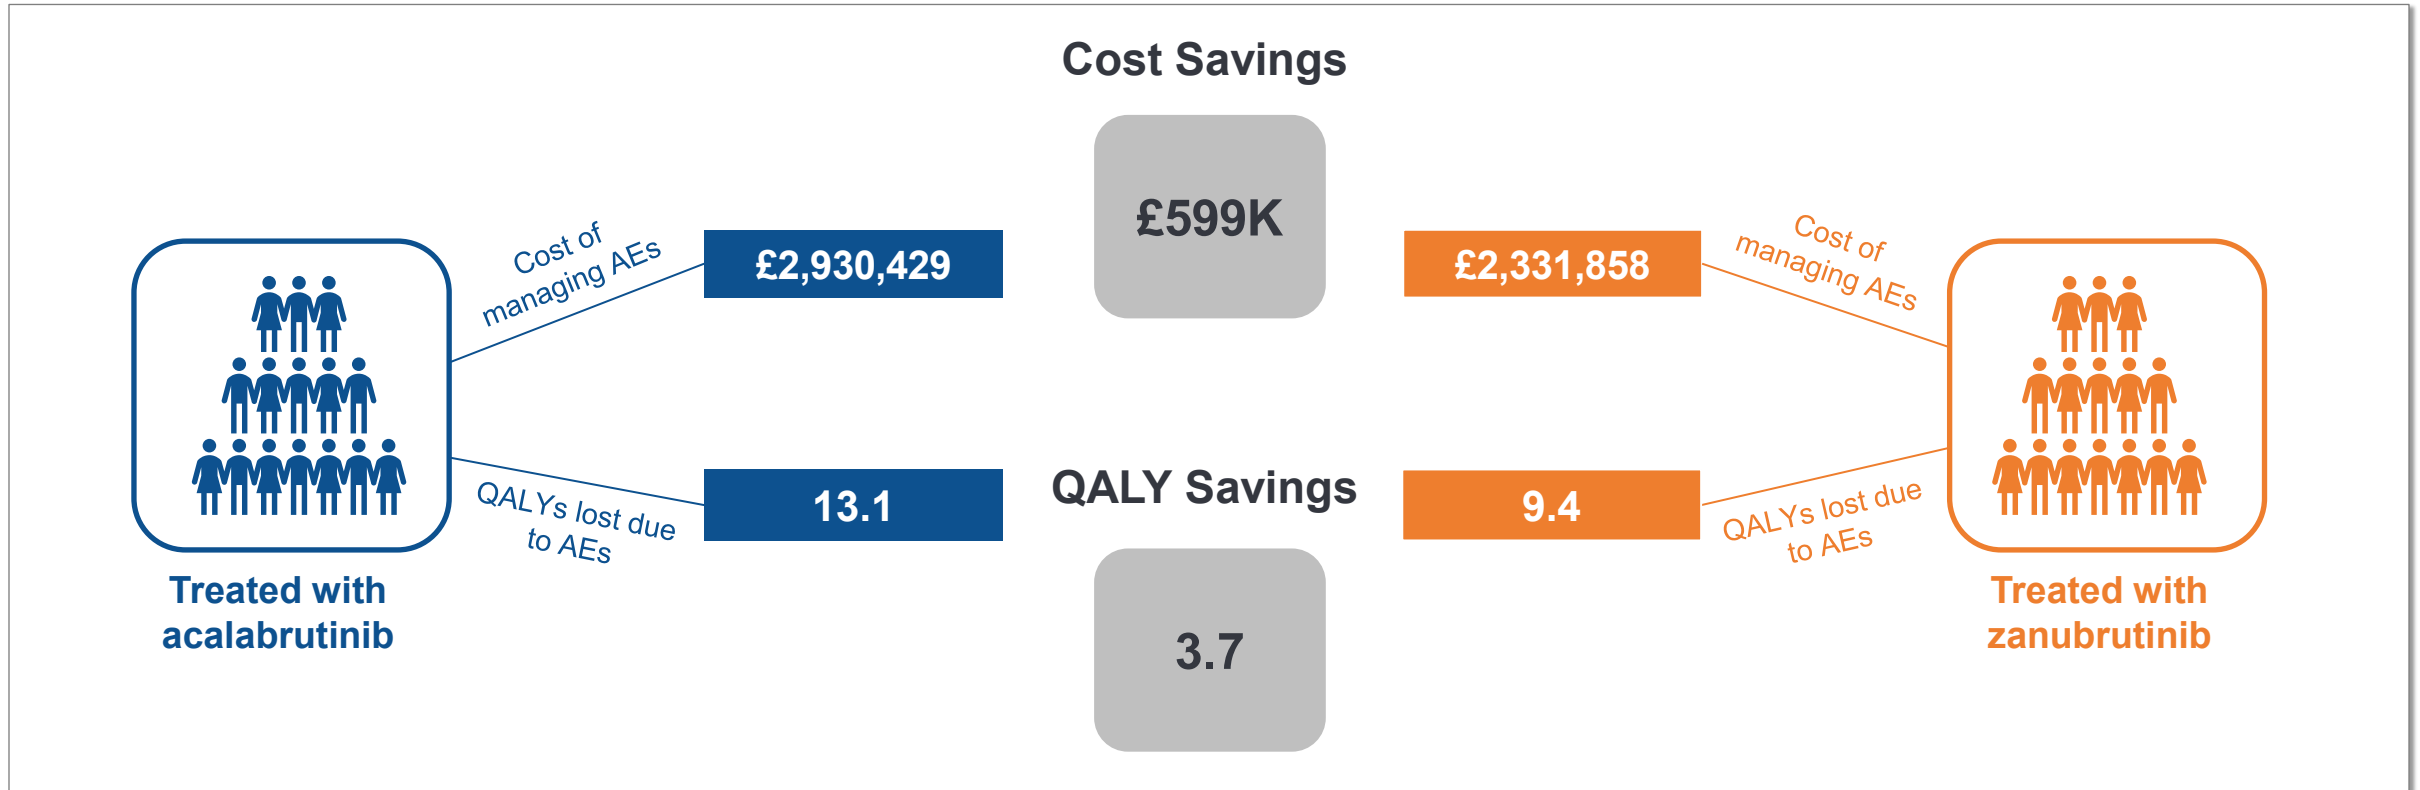 Cost Savings
£599K
Cost of
managing AEs
£2,930,429
£2,331,858
Cost of
managing AEs
QALYs lost due
to AEs
13.1
QALY Savings
3.7
9.4
QALYs lost due
to AEs
Treated with
acalabrutinib
Treated with
zanubrutinib